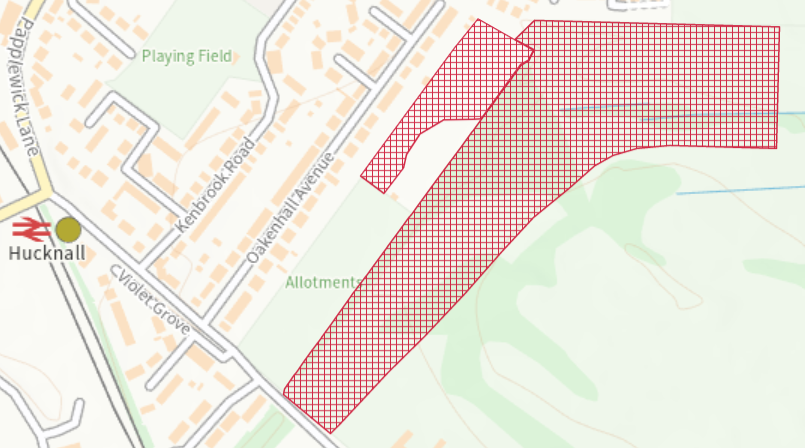 Papplewick Lane
Playing Field
Kenbrook Road
Oakenhall Avenue
Hucknall
Violet Grove
Allotments